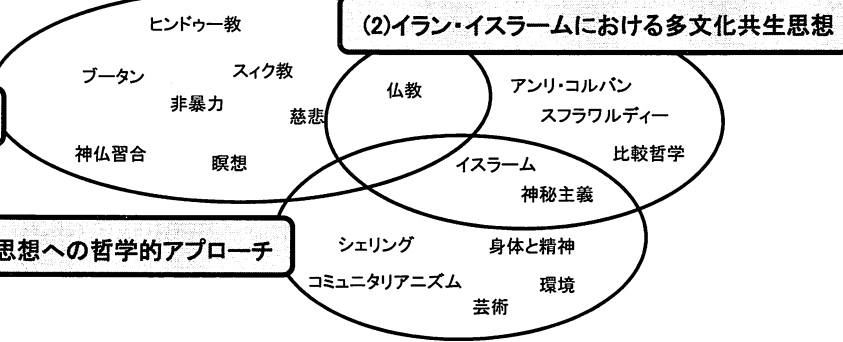 ヒンドゥー教
(2)イラン・イスラームにおける多文化共生思想
ブータン
スィク教
非暴力
慈悲
仏教
アンリ・コルバン
スフラワルディー
神仏習合
瞑想
イスラーム
比較哲学
神秘主義
思想への哲学的アプローチ
シェリング
身体と精神
コミュニタリアニズム
環境
芸術